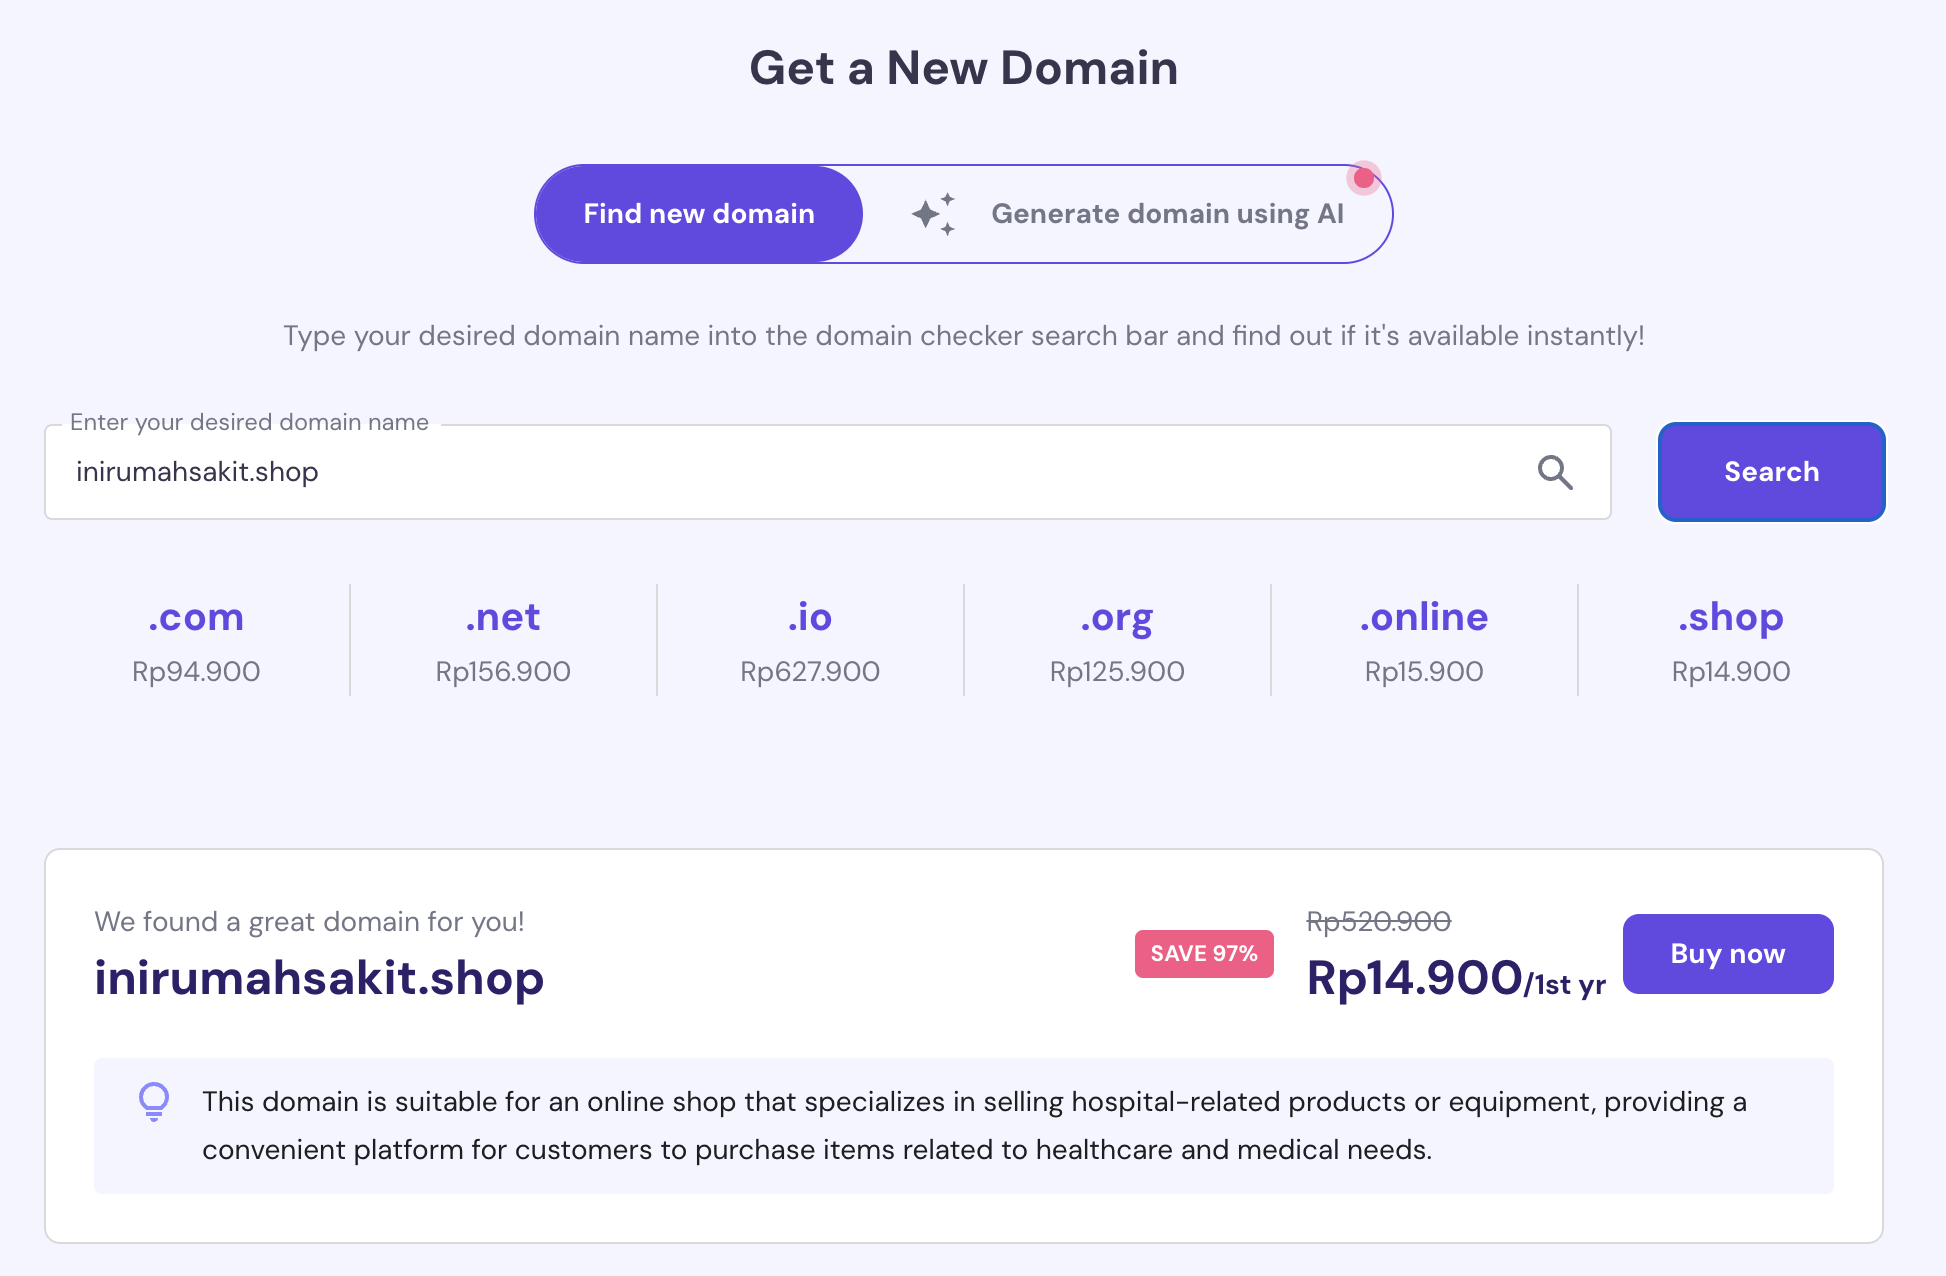 Get a New Domain
Find new domain
Generate domain using AI
Type your desired domain name into the domain checker search bar and find out if it's available instantly!
Enter your desired domain name
inirumahsakit.shop
Search
.com
Rp94.900
.net
Rp156.900
.io
Rp627.900
.org
Rp125.900
.online
Rp15.900
.shop
Rp14.900
We found a great domain for you!
inirumahsakit.shop
SAVE 97%
Rp520.900
Rp14.900/1st yr
Buy now
This domain is suitable for an online shop that specializes in selling hospital-related products or equipment, providing a
convenient platform for customers to purchase items related to healthcare and medical needs.